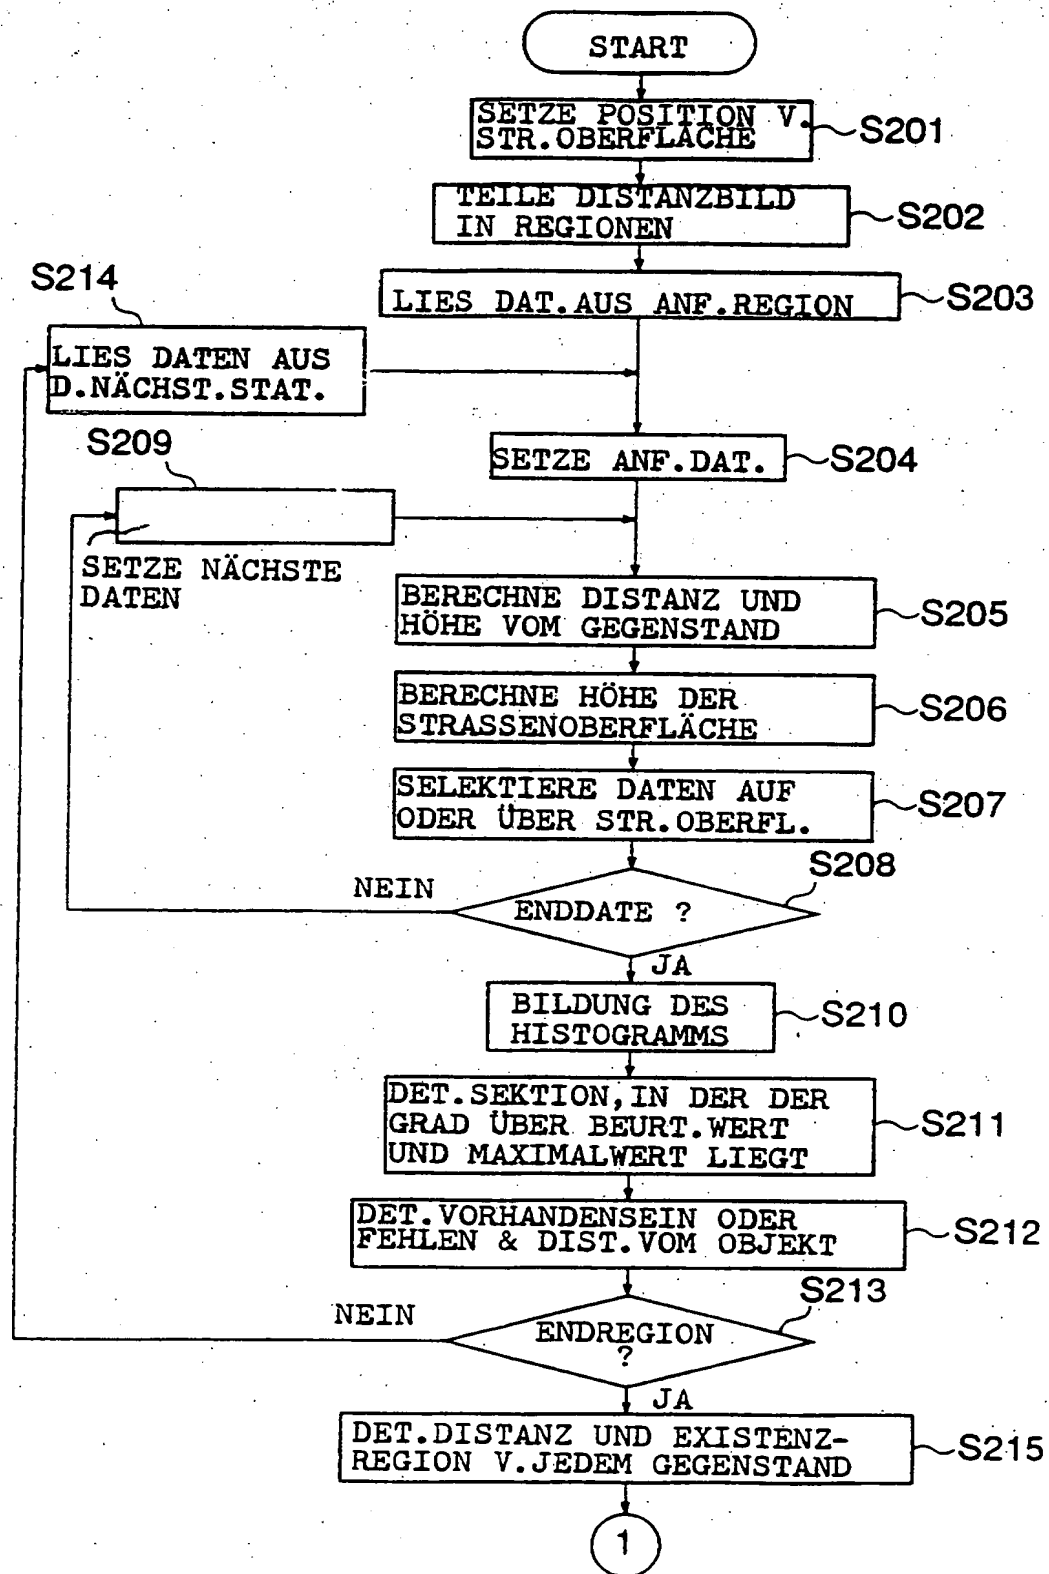 START
SETZE POSITION V.
STR.OBERFLÄCHE
S201
TEILE DISTANZBILD
IN REGIONEN
S202
S214
LIES DAT.AUS ANF.REGION
S203
LIES DATEN AUS
D.NÄCHST.STAT.
S209
SETZE ANF.DAT.
S204
SETZE NÄCHSTE
DATEN
BERECHNE DISTANZ UND
HÖHE VOM GEGENSTAND
S205
BERECHNE HÖHE DER
STRASSENOBERFLÄCHE
S206
SELEKTIERE DATEN AUF
ODER ÜBER STR.OBERFL.
S207
S208
NEIN
ENDDATE ?
JA
BILDUNG DES
HISTOGRAMMS
S210
DET.SEKTION,IN DER DER
GRAD ÜBER BEURT.WERT
UND MAXIMALWERT LIEGT
S211
DET.VORHANDENSEIN ODER
FEHLEN & DIST.VOM OBJEKT
S212
S213
NEIN
ENDREGION
?
JA
DET.DISTANZ UND EXISTENZ-
REGION V.JEDEM GEGENSTAND
S215
1